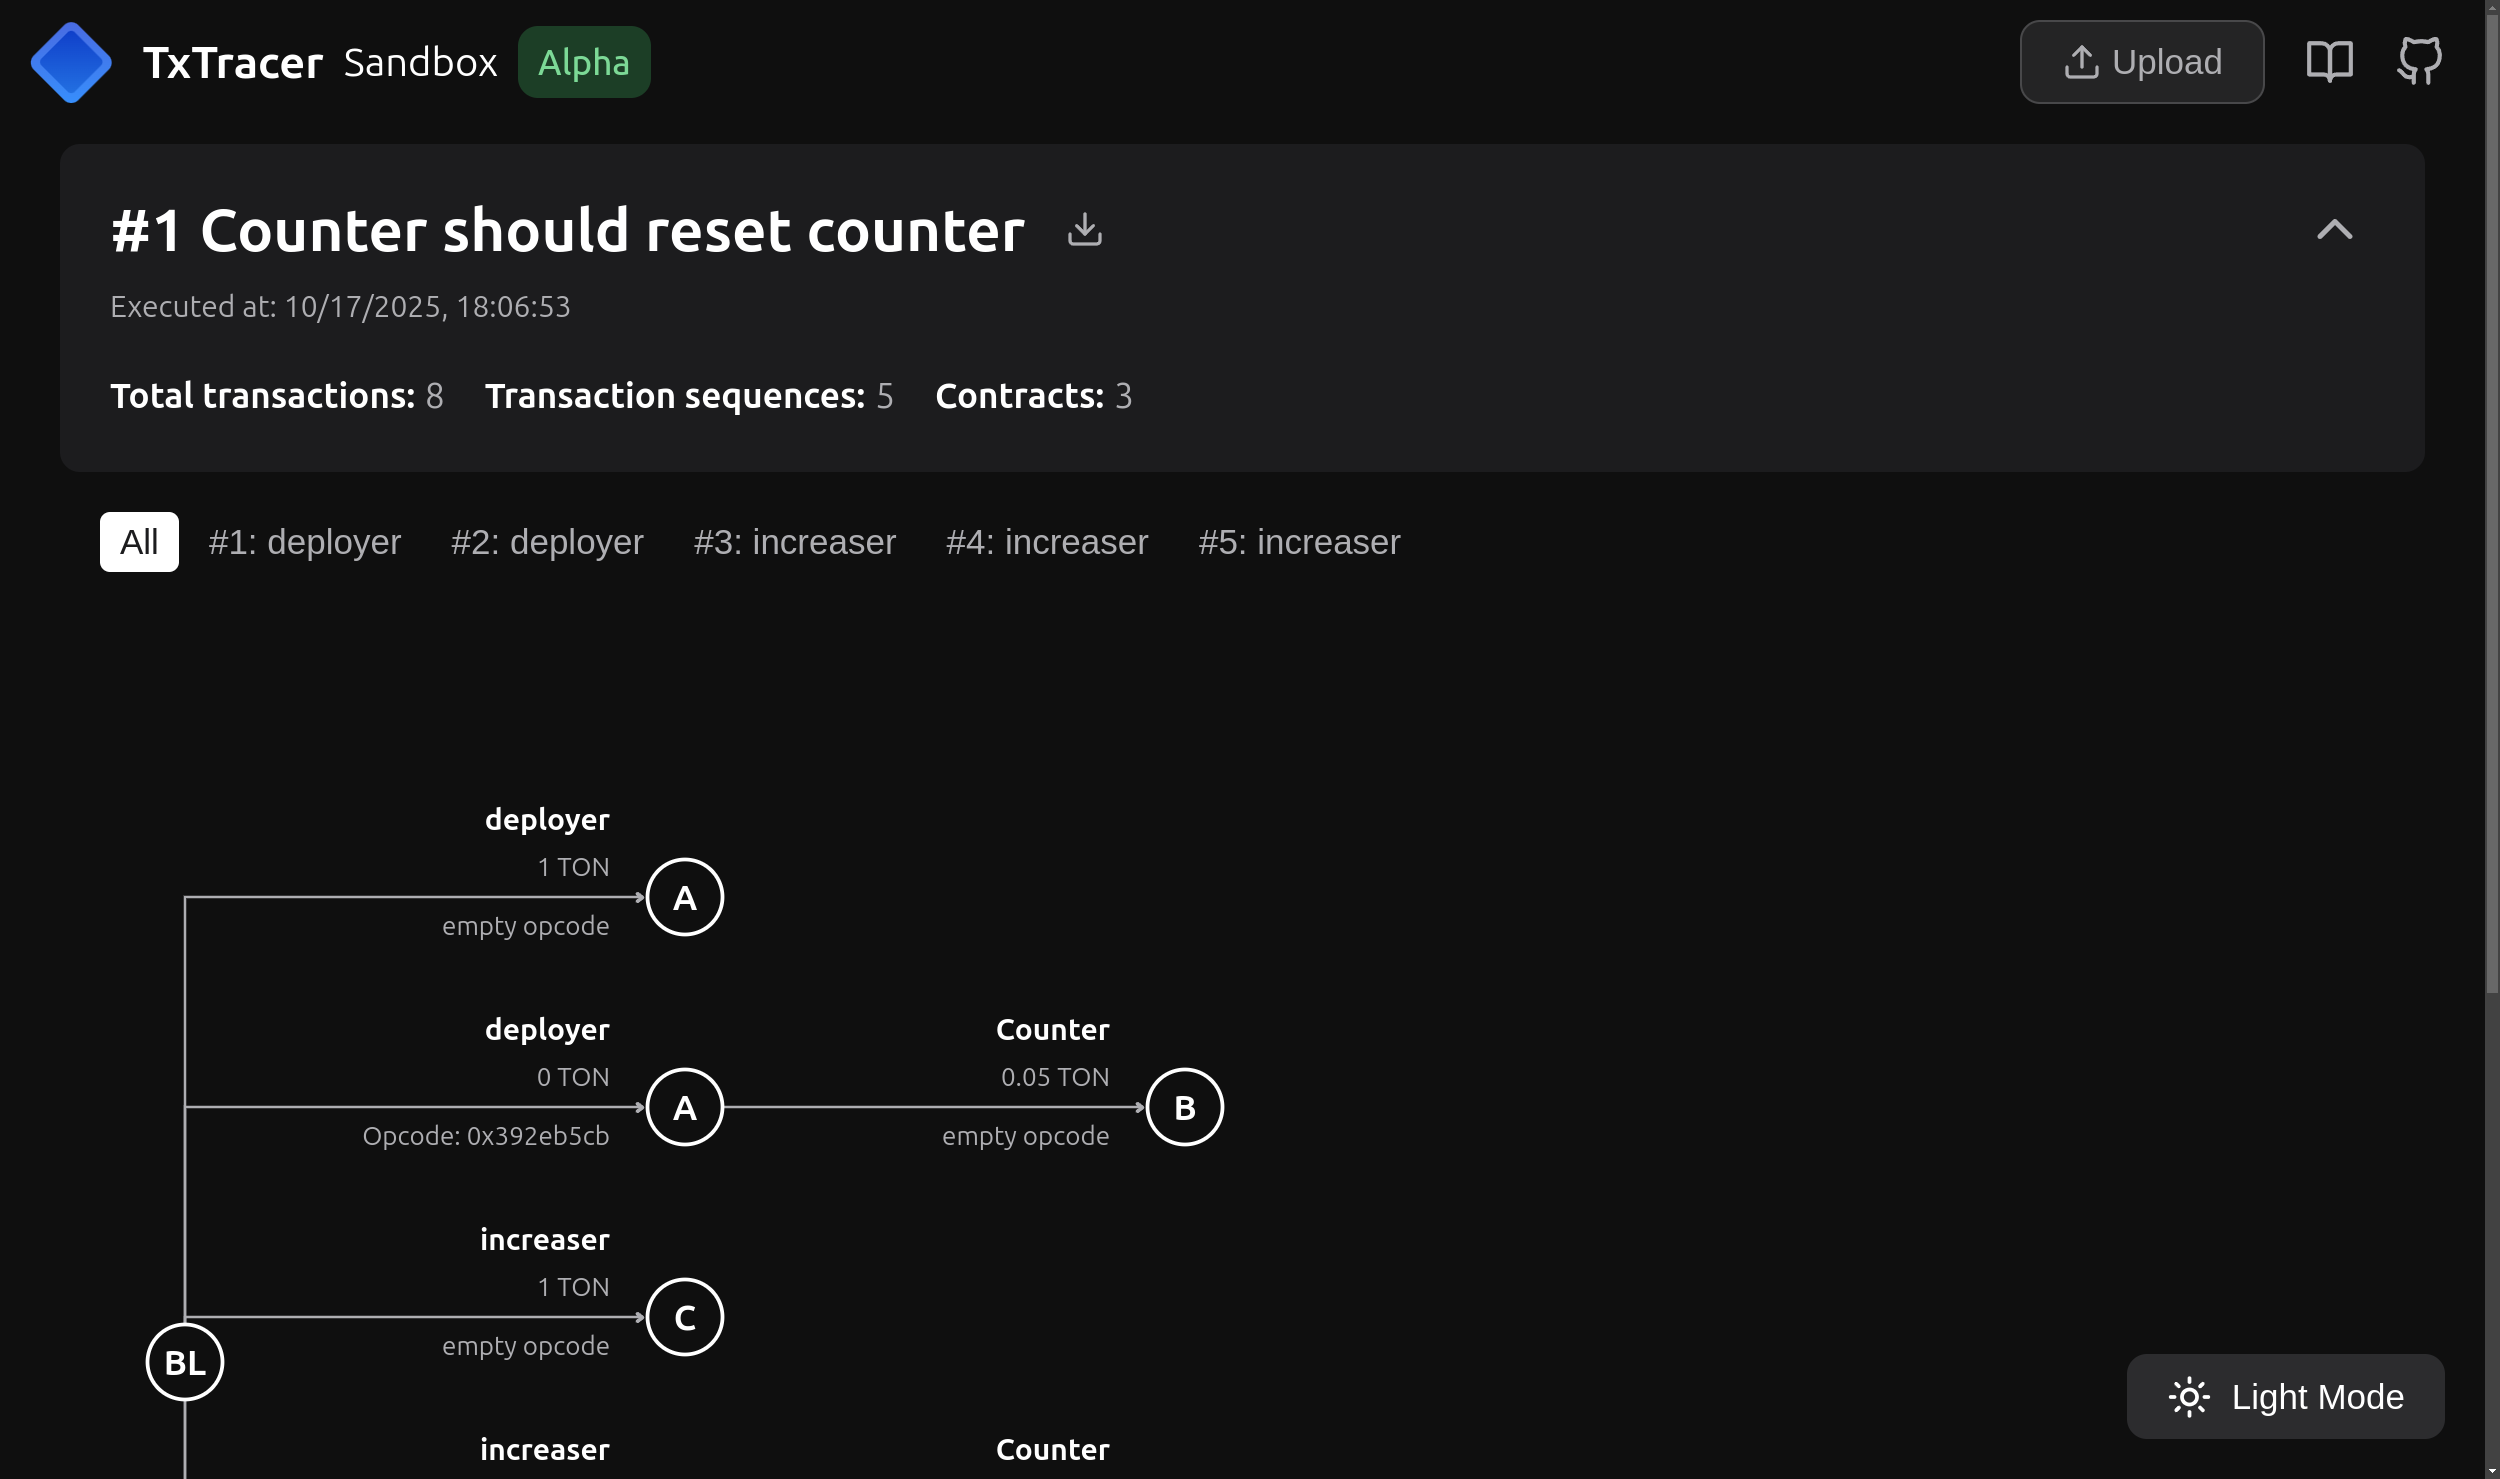 TxTracer Sandbox Alpha Upload
#1 Counter should reset counter
Executed at: 10/17/2025, 18:06:53
Total transactions: 8 Transaction sequences: 5 Contracts: 3
All #1: deployer #2: deployer #3: increaser #4: increaser #5: increaser
deployer
1 TON
A
empty opcode
deployer Counter
0 TON 0.05 TON
A B
Opcode: 0x392eb5cb empty opcode
increaser
1 TON
C
empty opcode
BL
Light Mode
increaser Counter